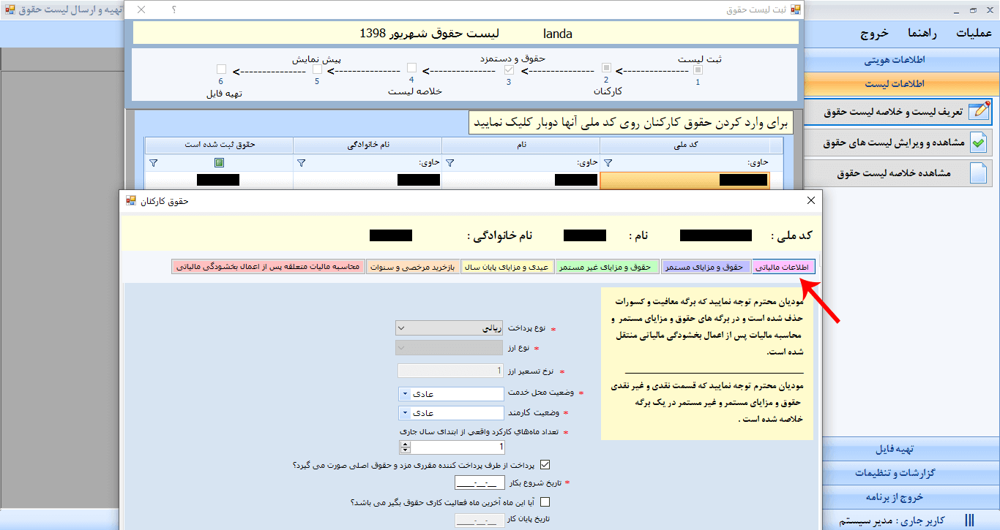 تهیه و ارسال لیست حقوق
ثبت لیست حقوق
؟
عملیات
راهنما
خروج
لیست حقوق شهریور 1398
landa
ثبت لیست
1
2
کارکنان
حقوق و دستمزد
3
4
خلاصه لیست
پیش نمایش
5
6
تهیه فایل
اطلاعات هویتی
اطلاعات لیست
تعریف لیست و خلاصه لیست حقوق
مشاهده و ویرایش لیست های حقوق
مشاهده خلاصه لیست حقوق
برای وارد کردن حقوق کارکنان روی کد ملی آنها دوبار کلیک نمایید
کد ملی
نام
نام خانوادگی
حقوق ثبت شده است
حاوی:
حاوی:
حاوی:
حقوق کارکنان
کد ملی :
نام :
نام خانوادگی :
اطلاعات مالیاتی
حقوق و مزایای مستمر
حقوق و مزایای غیر مستمر
عیدی و مزایای پایان سال
بازخرید مرخصی و سنوات
محاسبه مالیات متعلقه پس از اعمال بخشودگی مالیاتی
مودیان محترم توجه نمایید که برگه معافیت و کسورات
حذف شده است و در برگه های حقوق و مزایای مستمر و
محاسبه مالیات پس از اعمال بخشودگی مالیاتی منتقل
شده است.
مودیان محترم توجه نمایید که قسمت نقدی و غیر نقدی
حقوق و مزایای مستمر و غیر مستمر در یک برگه
خلاصه شده است .
* نوع پرداخت ریالی
* نوع ارز
* نرخ تسعیر ارز 1
* وضعیت محل خدمت عادی
* وضعیت کارمند عادی
* تعداد ماه‌های کارکرد واقعی از ابتدای سال جاری
1
پرداخت از طرف پرداخت کننده مقرری مزد و حقوق اصلی صورت می گیرد؟
* تاریخ شروع بکار ____-__-__
آیا این ماه آخرین ماه فعالیت کاری حقوق بگیر می باشد؟
تاریخ پایان کار ____-__-__
تهیه فایل
گزارشات و تنظیمات
خروج از برنامه
کاربر جاری : مدیر سیستم